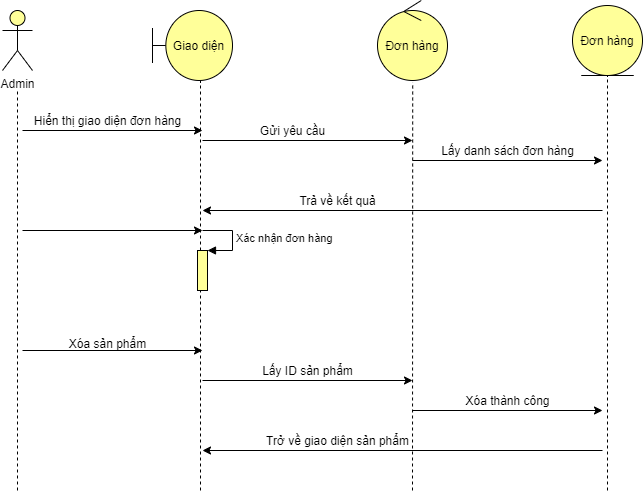 Admin
Giao diện
Đơn hàng
Đơn hàng
Hiển thị giao diện đơn hàng
Gửi yêu cầu
Lấy danh sách đơn hàng
Trả về kết quả
Xác nhận đơn hàng
Xóa sản phẩm
Lấy ID sản phẩm
Xóa thành công
Trở về giao diện sản phẩm